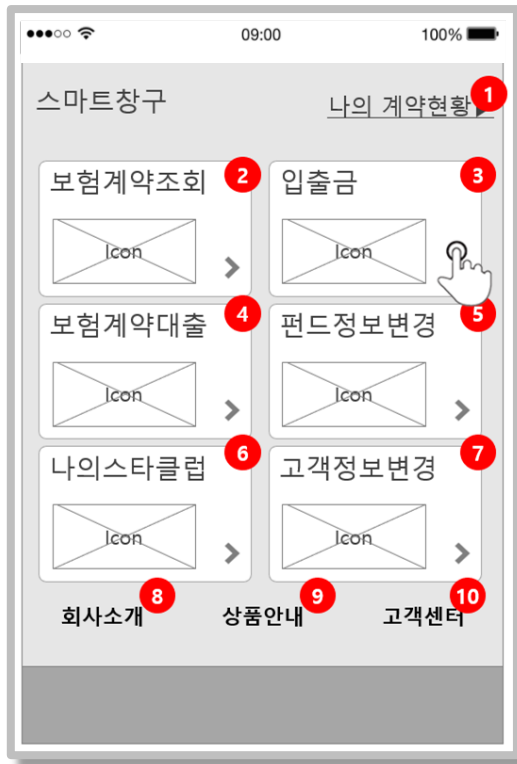 09:00 100%
스마트창구 나의 계약현황 1
보험계약조회 2 입출금 3
Icon Icon
보험계약대출 4 펀드정보변경 5
Icon Icon
나의스타클럽 6 고객정보변경 7
Icon Icon
8 9 10
회사소개 상품안내 고객센터